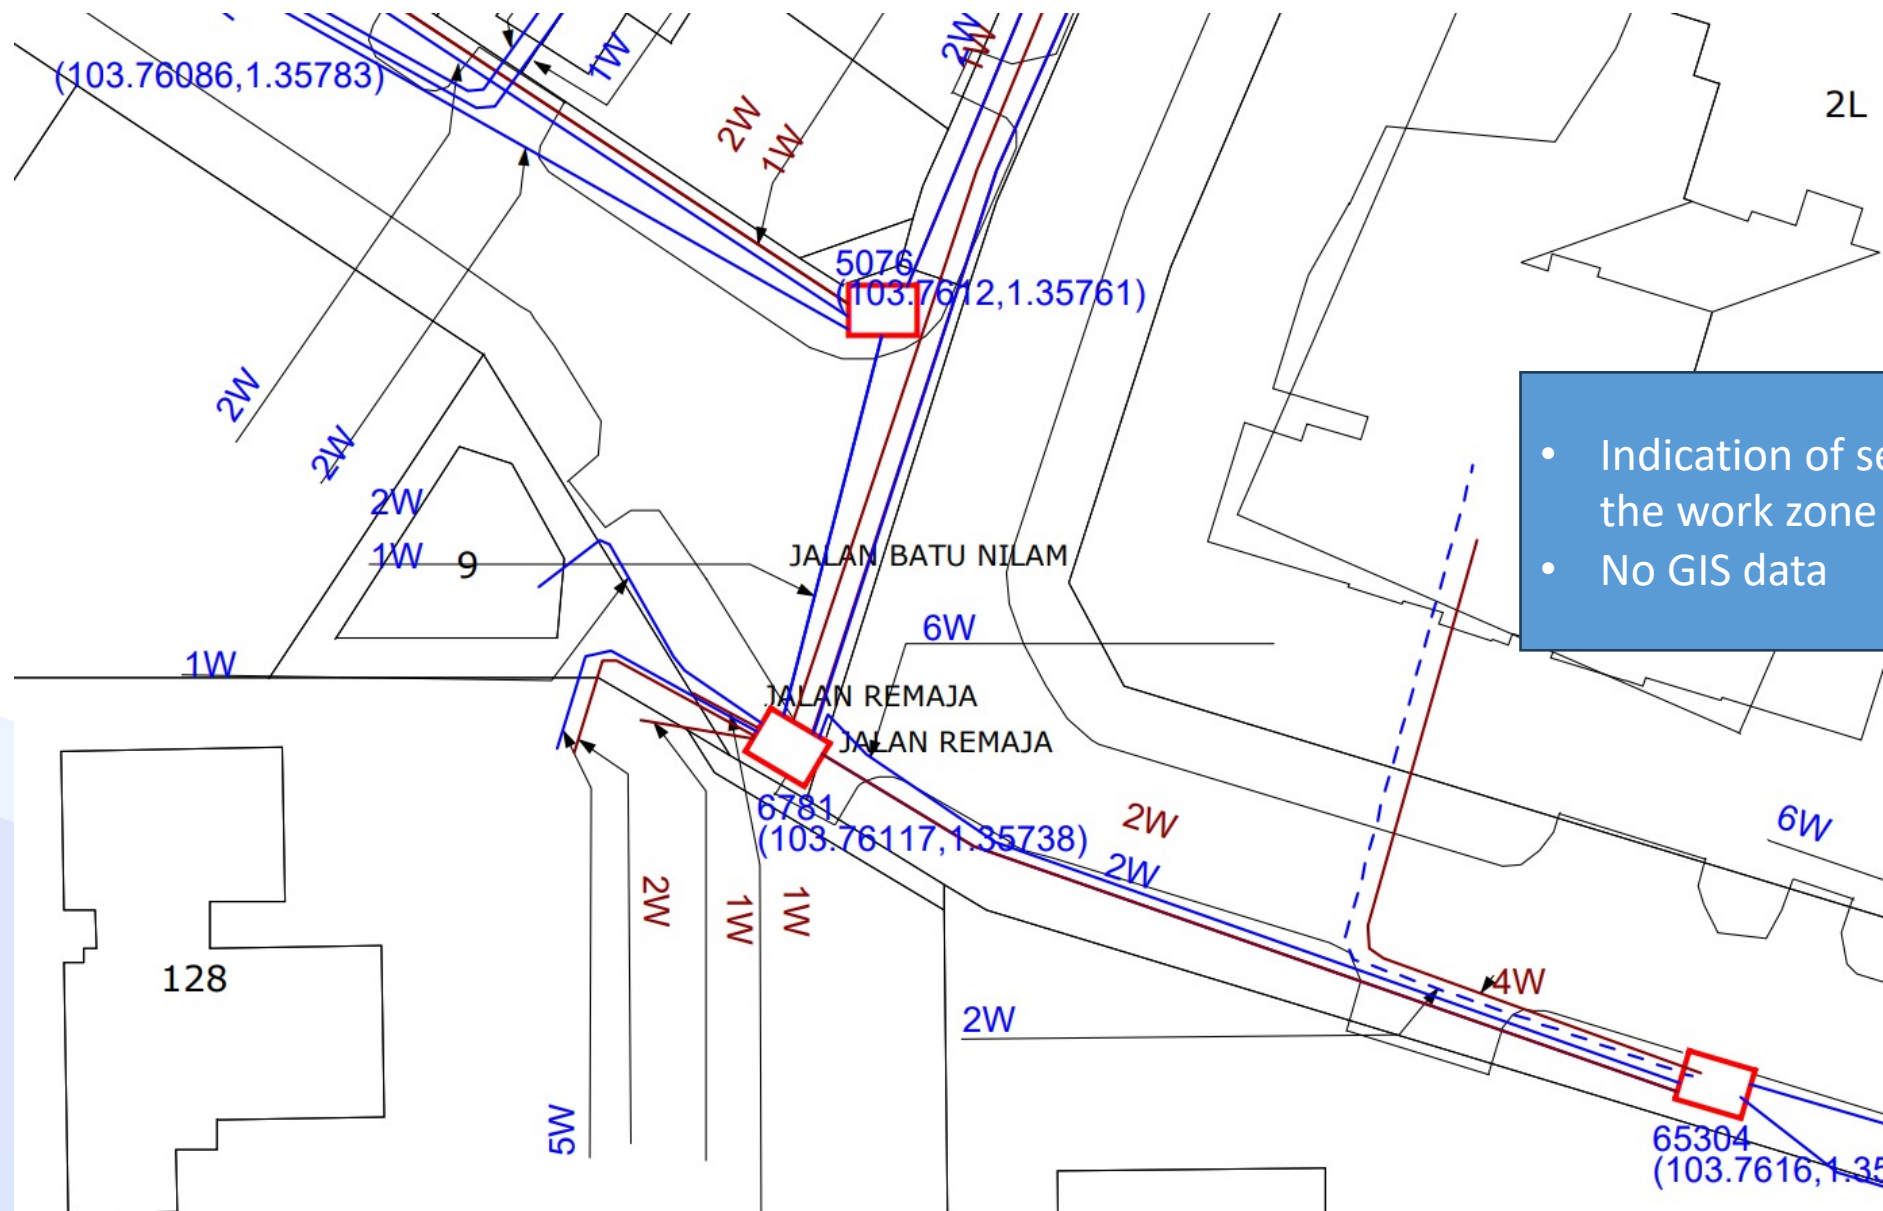 2W
1W
1W
(103.76086,1.35783)
2L
2W
1W
5076
(103.7612,1.35761)
2W
2W
2W
1W
9
JALAN BATU NILAM
• Indication of se
the work zone
• No GIS data
6W
1W
JALAN REMAJA
JALAN REMAJA
6781
(103.76117,1.35738)
2W
2W
6W
2W
1W
1W
128
4W
2W
5W
65304
(103.7616,1.35